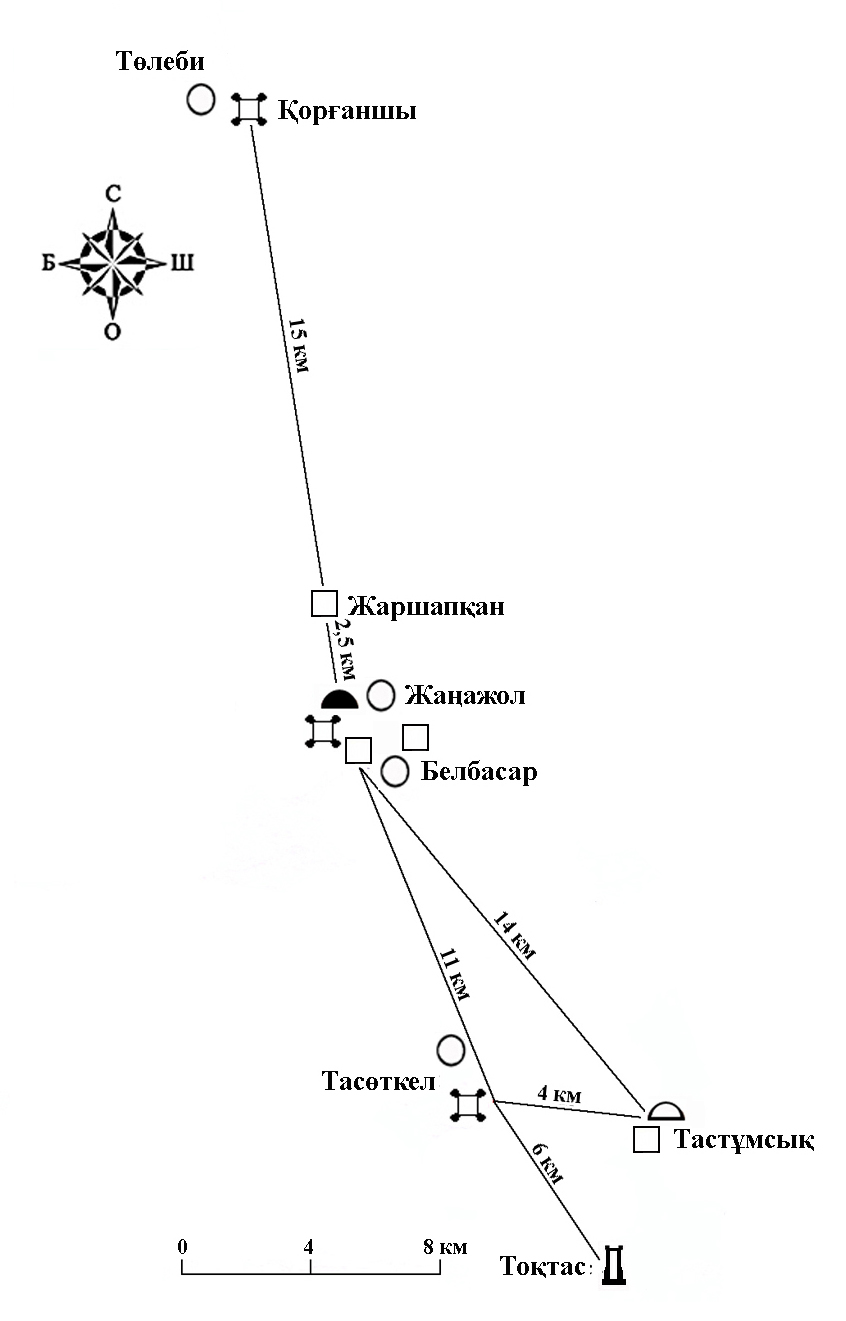 Төлеби
Қорғаншы
С
Б
Ш
О
15 км
Жаршапқан
2,5 км
Жаңажол
Белбасар
14 км
11 км
Тасөткел
4 км
Тастұмсық
6 км
0 4 8 км
Тоқтас